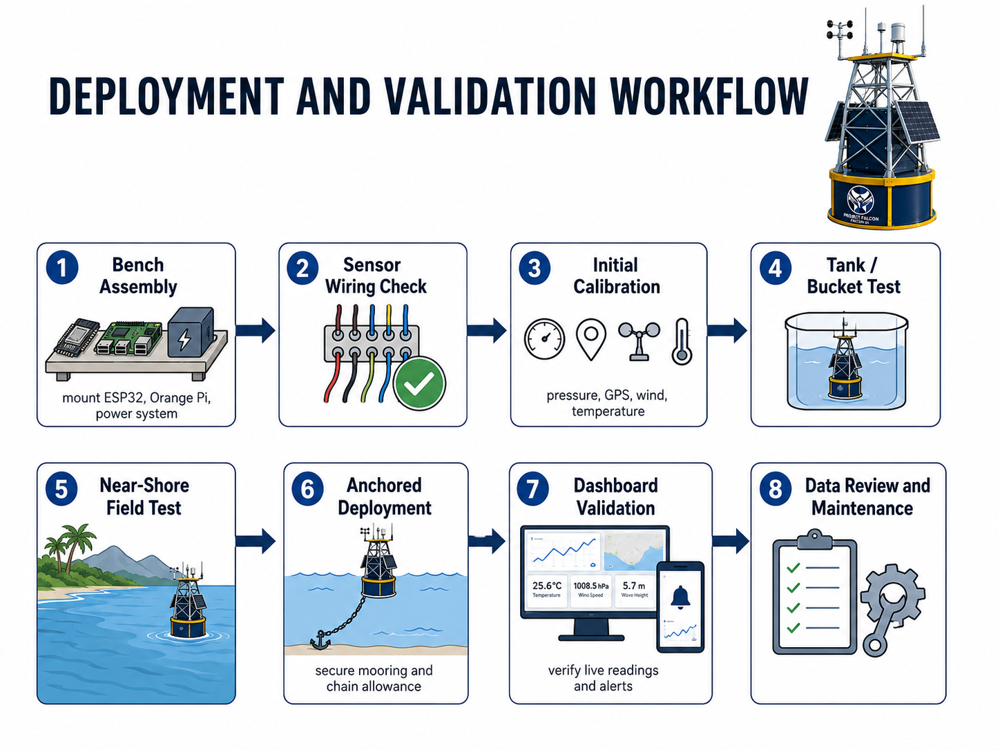 DEPLOYMENT AND VALIDATION WORKFLOW
PROJECT FALCON
1
Bench
Assembly
mount ESP32, Orange Pi,
power system
2
Sensor
Wiring Check
3
Initial
Calibration
pressure, GPS, wind,
temperature
4
Tank /
Bucket Test
5
Near-Shore
Field Test
6
Anchored
Deployment
secure mooring and
chain allowance
7
Dashboard
Validation
25.6°C
Temperature
1008.5 hPa
Wind Speed
5.7 m
Wave Height
verify live readings
and alerts
8
Data Review and
Maintenance